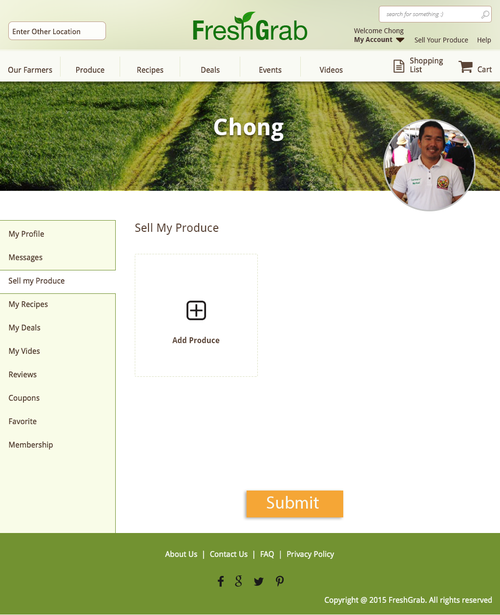 search for something :)
Enter Other Location
FreshGrab
Welcome Chong
My Account
Sell Your Produce
Help
Our Farmers
Produce
Recipes
Deals
Events
Videos
Shopping
List
Cart
Chong
My Profile
Messages
Sell my Produce
My Recipes
My Deals
My Vides
Reviews
Coupons
Favorite
Membership
Sell My Produce
Add Produce
Submit
About Us | Contact Us | FAQ | Privacy Policy
Copyright @ 2015 FreshGrab. All rights reserved